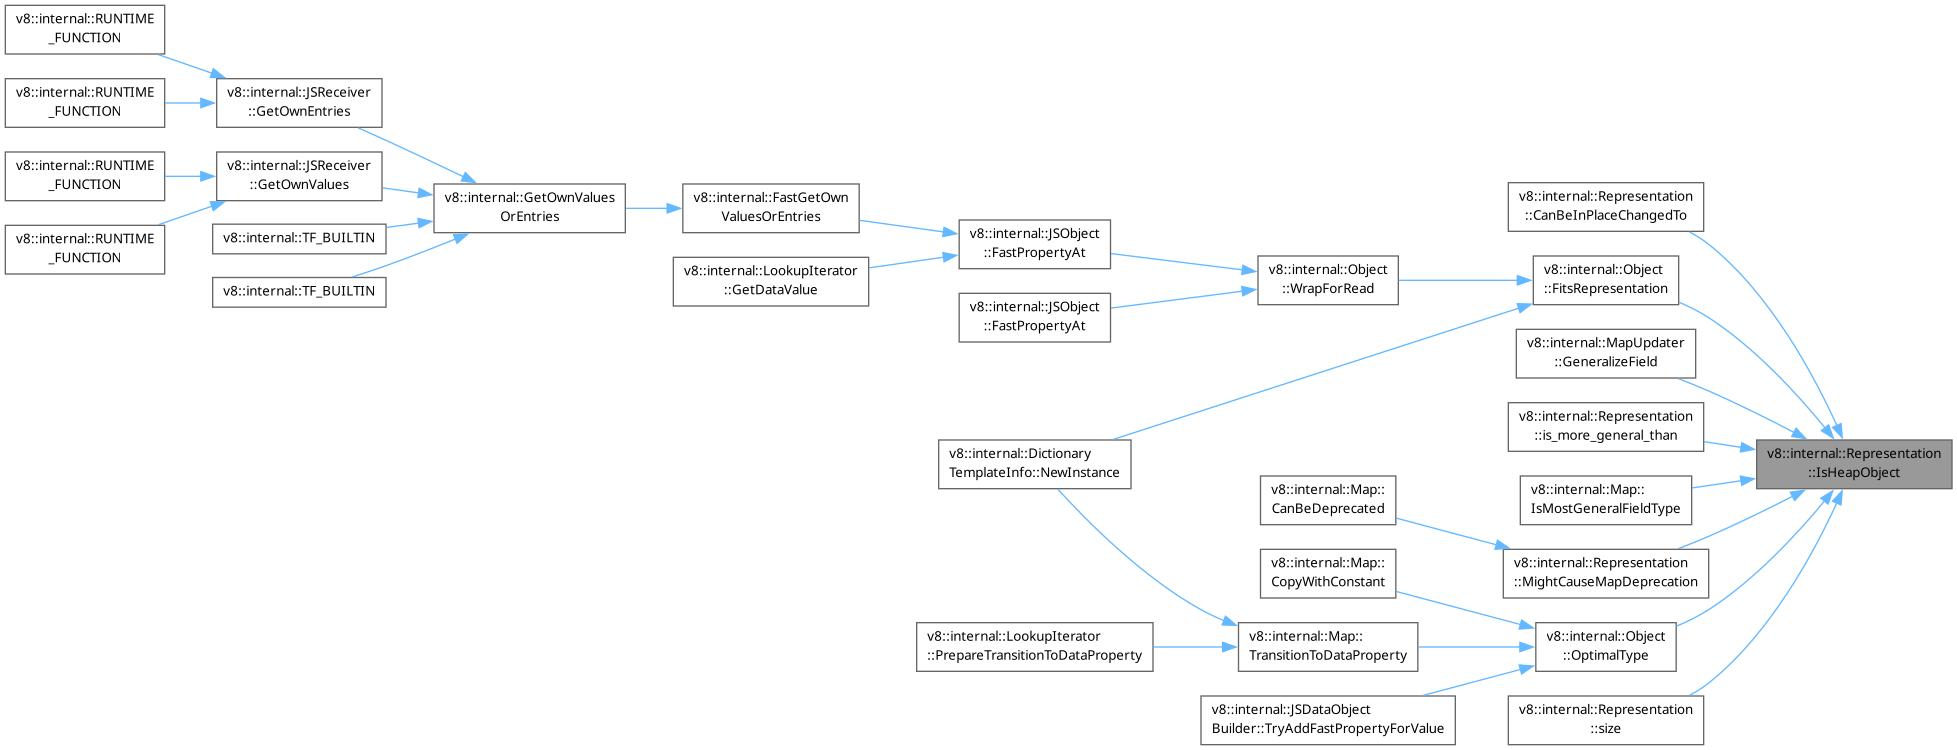 v8::internal::RUNTIME
_FUNCTION
v8::internal::RUNTIME
_FUNCTION
v8::internal::RUNTIME
_FUNCTION
v8::internal::RUNTIME
_FUNCTION
v8::internal::JSReceiver
::GetOwnEntries
v8::internal::JSReceiver
::GetOwnValues
v8::internal::TF_BUILTIN
v8::internal::TF_BUILTIN
v8::internal::GetOwnValues
OrEntries
v8::internal::FastGetOwn
ValuesOrEntries
v8::internal::LookupIterator
::GetDataValue
v8::internal::JSObject
::FastPropertyAt
v8::internal::JSObject
::FastPropertyAt
v8::internal::Dictionary
TemplateInfo::NewInstance
v8::internal::LookupIterator
::PrepareTransitionToDataProperty
v8::internal::Object
::WrapForRead
v8::internal::Map::
CanBeDeprecated
v8::internal::Map::
CopyWithConstant
v8::internal::Map::
TransitionToDataProperty
v8::internal::JSDataObject
Builder::TryAddFastPropertyForValue
v8::internal::Representation
::CanBeInPlaceChangedTo
v8::internal::Object
::FitsRepresentation
v8::internal::MapUpdater
::GeneralizeField
v8::internal::Representation
::is_more_general_than
v8::internal::Map::
IsMostGeneralFieldType
v8::internal::Representation
::MightCauseMapDeprecation
v8::internal::Object
::OptimalType
v8::internal::Representation
::size
v8::internal::Representation
::IsHeapObject